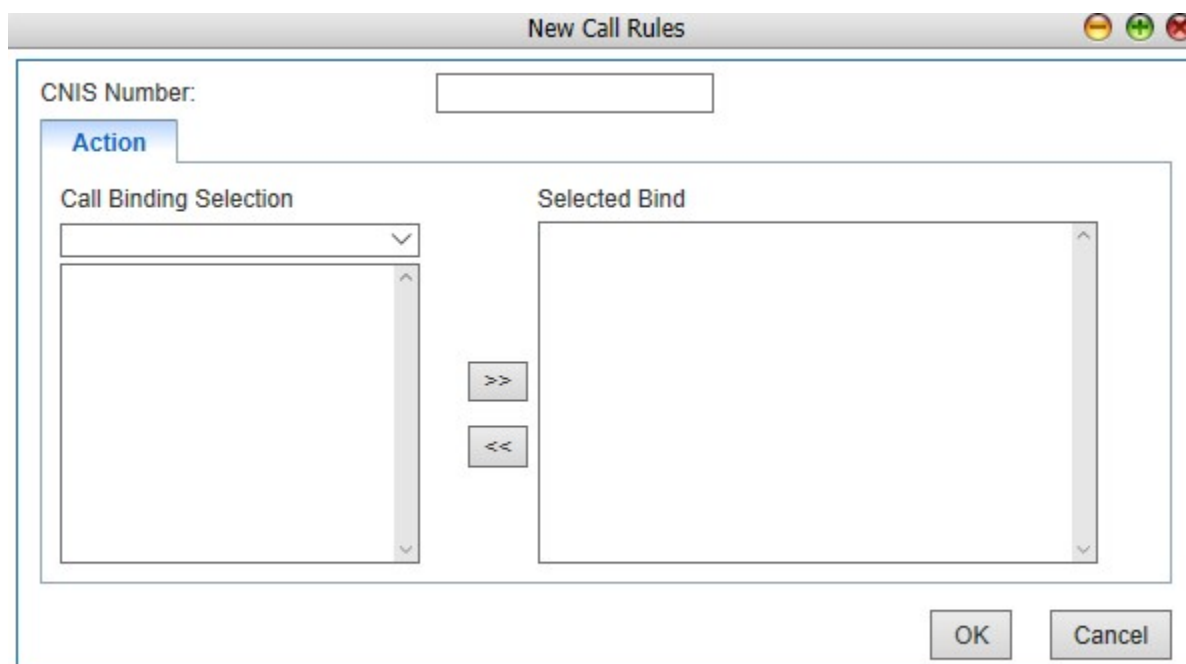 New Call Rules
CNIS Number:
Action
Call Binding Selection
Selected Bind
>>
<<
OK
Cancel